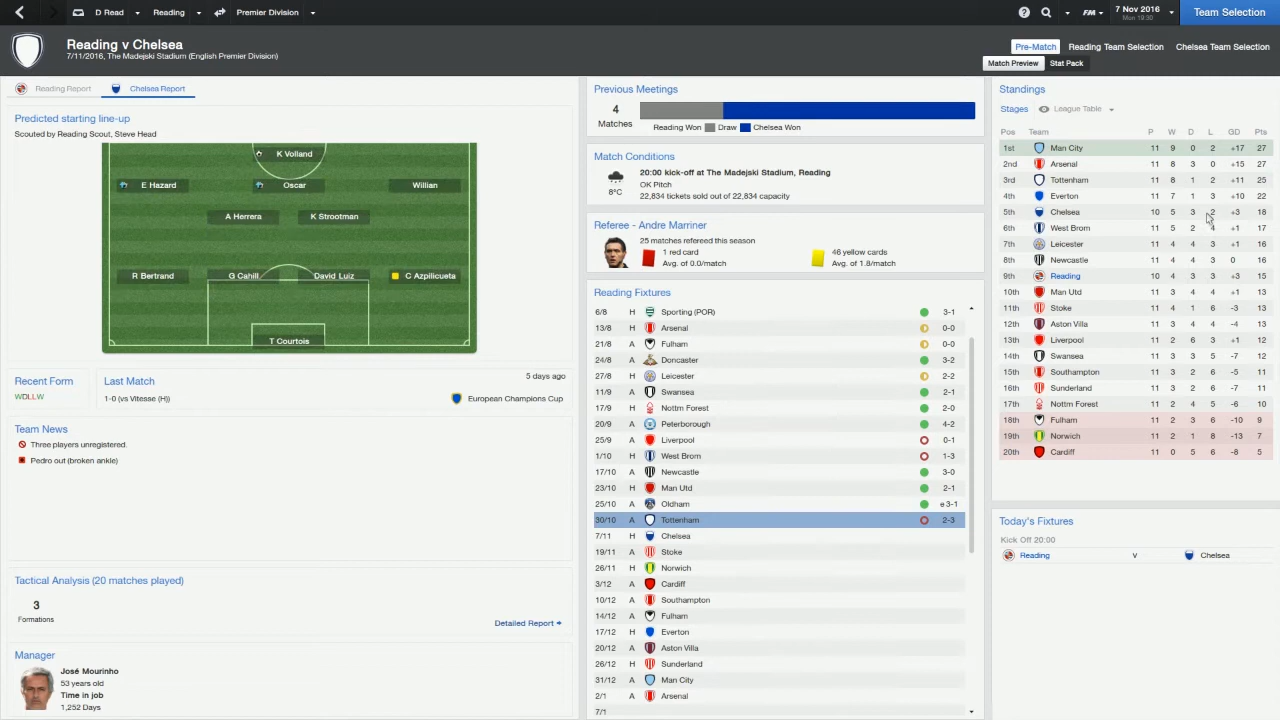 D Read
Reading
Premier Division
FM
7 Nov 2016
Mon 19:30
Team Selection
Reading v Chelsea
7/11/2016, The Madejski Stadium (English Premier Division)
Pre-Match
Reading Team Selection
Chelsea Team Selection
Match Preview
Stat Pack
Reading Report
Chelsea Report
Predicted starting line-up
Scouted by Reading Scout, Steve Head
K Volland
E Hazard
Oscar
Willian
A Herrera
K Strootman
R Bertrand
G Cahill
David Luiz
C Azpilicueta
T Courtois
Recent Form
WDLLW
Last Match
5 days ago
1-0 (vs Vitesse (H))
European Champions Cup
Team News
Three players unregistered.
Pedro out (broken ankle)
Tactical Analysis (20 matches played)
3
Formations
Detailed Report
Manager
José Mourinho
53 years old
Time in job
1,252 Days
Previous Meetings
4
Matches
Reading Won
Draw
Chelsea Won
Match Conditions
8°C
20:00 kick-off at The Madejski Stadium, Reading
OK Pitch
22,834 tickets sold out of 22,834 capacity
Referee - Andre Marriner
25 matches refereed this season
1 red card
Avg. of 0.0/match
46 yellow cards
Avg. of 1.8/match
Reading Fixtures
6/8 H Sporting (POR) 3-1
13/8 H Arsenal 0-0
21/8 A Fulham 0-0
24/8 A Doncaster 3-2
27/8 H Leicester 2-2
11/9 A Swansea 2-1
17/9 H Nottm Forest 2-0
20/9 A Peterborough 4-2
25/9 A Liverpool 0-1
1/10 H West Brom 1-3
17/10 A Newcastle 3-0
23/10 H Man Utd 2-1
25/10 A Oldham e 3-1
30/10 A Tottenham 2-3
7/11 H Chelsea
19/11 A Stoke
26/11 H Norwich
3/12 A Cardiff
10/12 A Southampton
14/12 A Fulham
17/12 H Everton
20/12 A Aston Villa
26/12 H Sunderland
31/12 A Man City
2/1 A Arsenal
7/1
Standings
Stages
League Table
Pos Team P W D L GD Pts
1st Man City 11 9 0 2 +17 27
2nd Arsenal 11 8 3 0 +15 27
3rd Tottenham 11 8 1 2 +11 25
4th Everton 11 7 1 3 +10 22
5th Chelsea 10 5 3 2 +3 18
6th West Brom 11 5 2 4 +1 17
7th Leicester 11 4 4 3 +1 16
8th Newcastle 11 4 4 3 0 16
9th Reading 10 4 3 3 +3 15
10th Man Utd 11 3 4 4 +1 13
11th Stoke 11 4 1 6 -3 13
12th Aston Villa 11 3 4 4 -4 13
13th Liverpool 11 2 6 3 +1 12
14th Swansea 11 3 3 5 -7 12
15th Southampton 11 3 2 6 -5 11
16th Sunderland 11 3 2 6 -7 11
17th Nottm Forest 11 2 4 5 -6 10
18th Fulham 11 2 3 6 -10 9
19th Norwich 11 2 1 8 -13 7
20th Cardiff 11 0 5 6 -8 5
Today's Fixtures
Kick Off 20:00
Reading v Chelsea